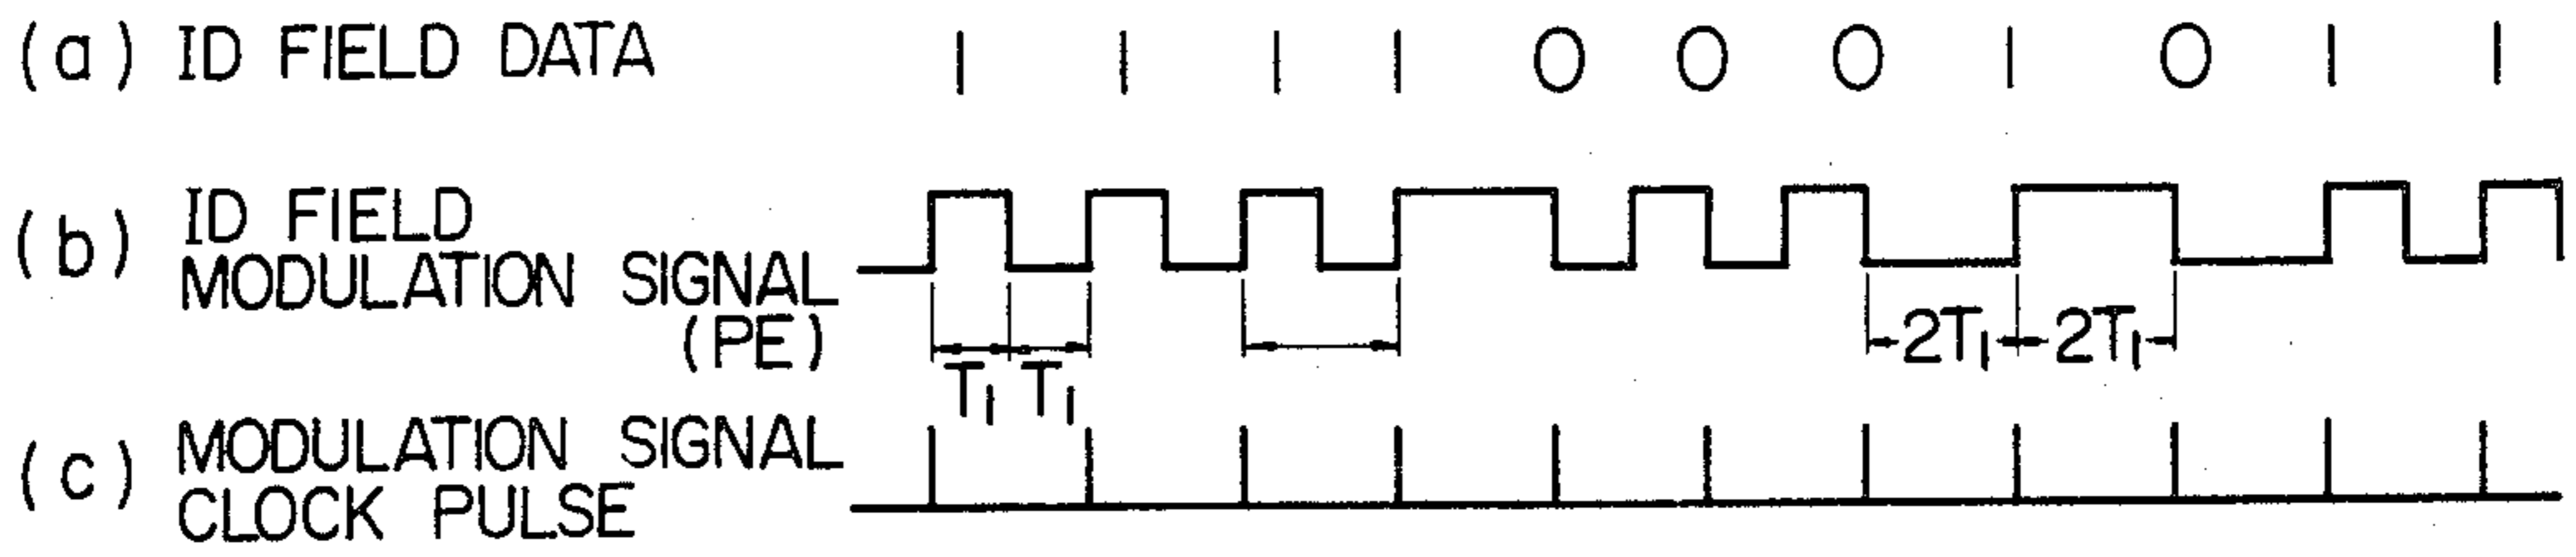 (a) ID FIELD DATA 1 1 1 1 0 0 0 1 0 1 1
(b) ID FIELD
MODULATION SIGNAL
(PE)
T1 T1 2T1 2T1
(c) MODULATION SIGNAL
CLOCK PULSE